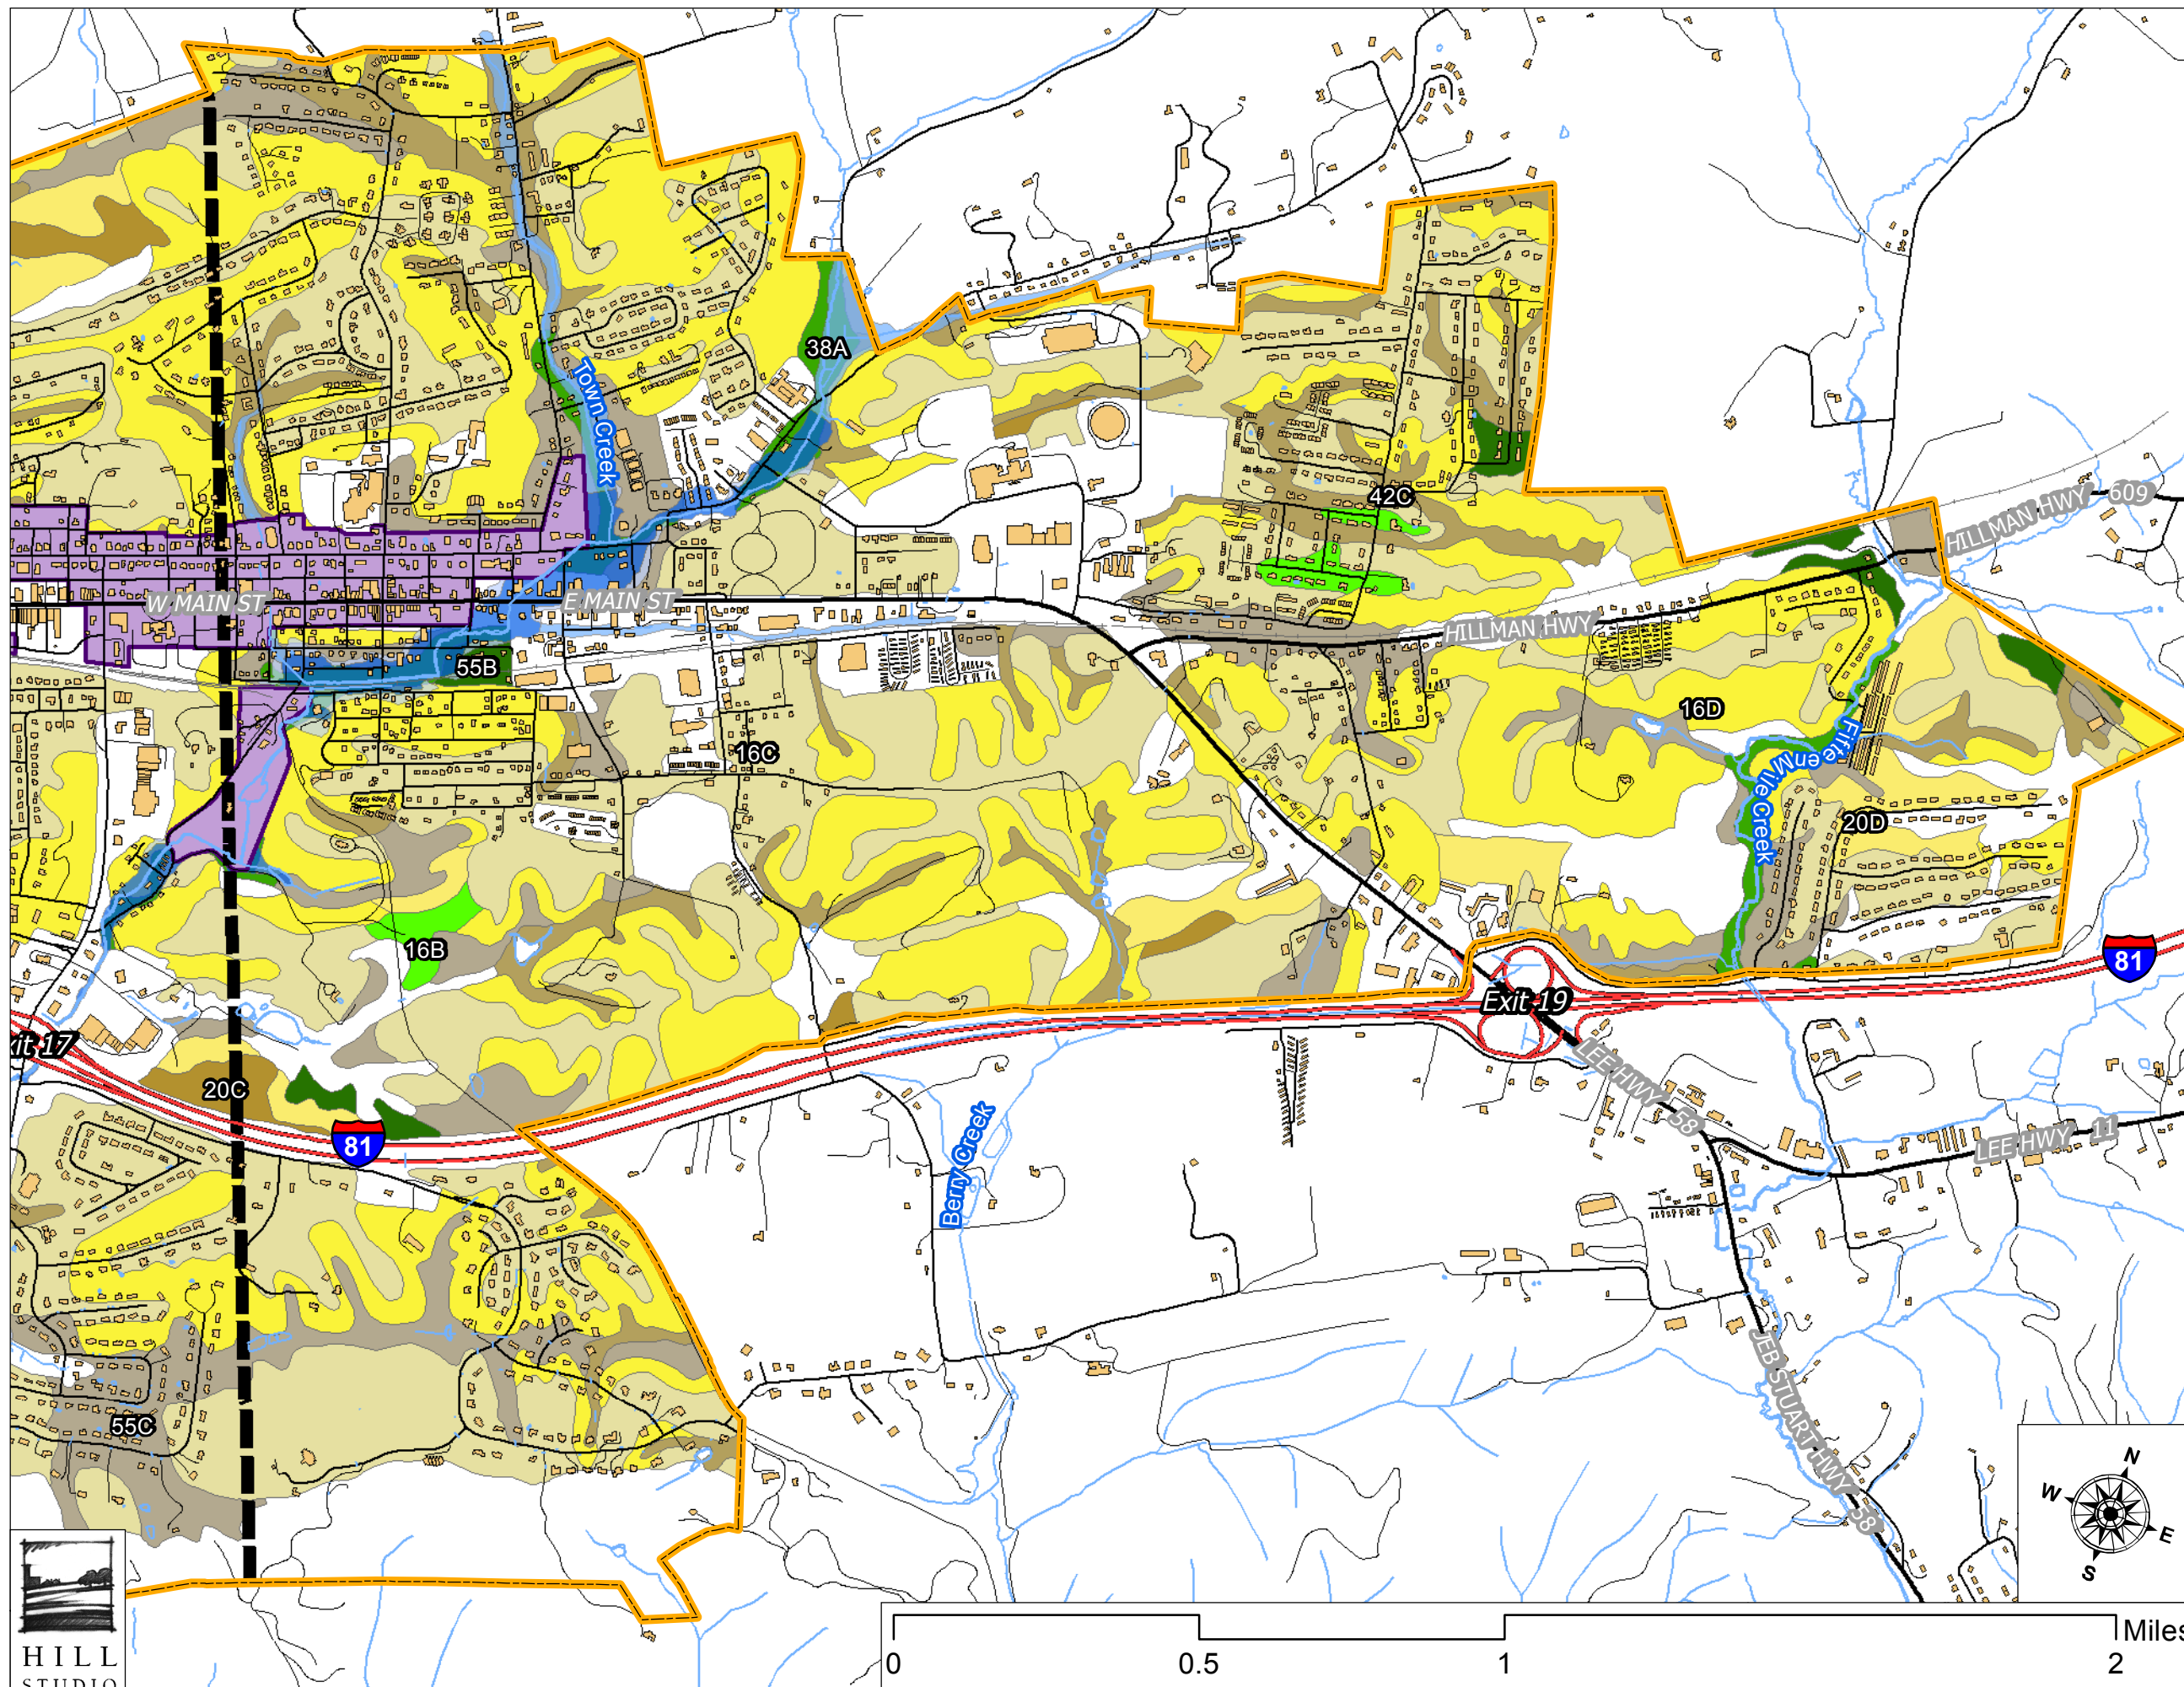 38A
Town Creek
42C
HILLMAN HWY 609
W MAIN ST
E MAIN ST
HILLMAN HWY
55B
16D
16C
Fifteen Mile Creek
20D
16B
81
Exit 19
xit 17
LEE HWY 58
20C
81
LEE HWY 11
Berry Creek
JEB STUART HWY 58
55C
N
W
E
S
HILL
STUDIO
Miles
0
0.5
1
2